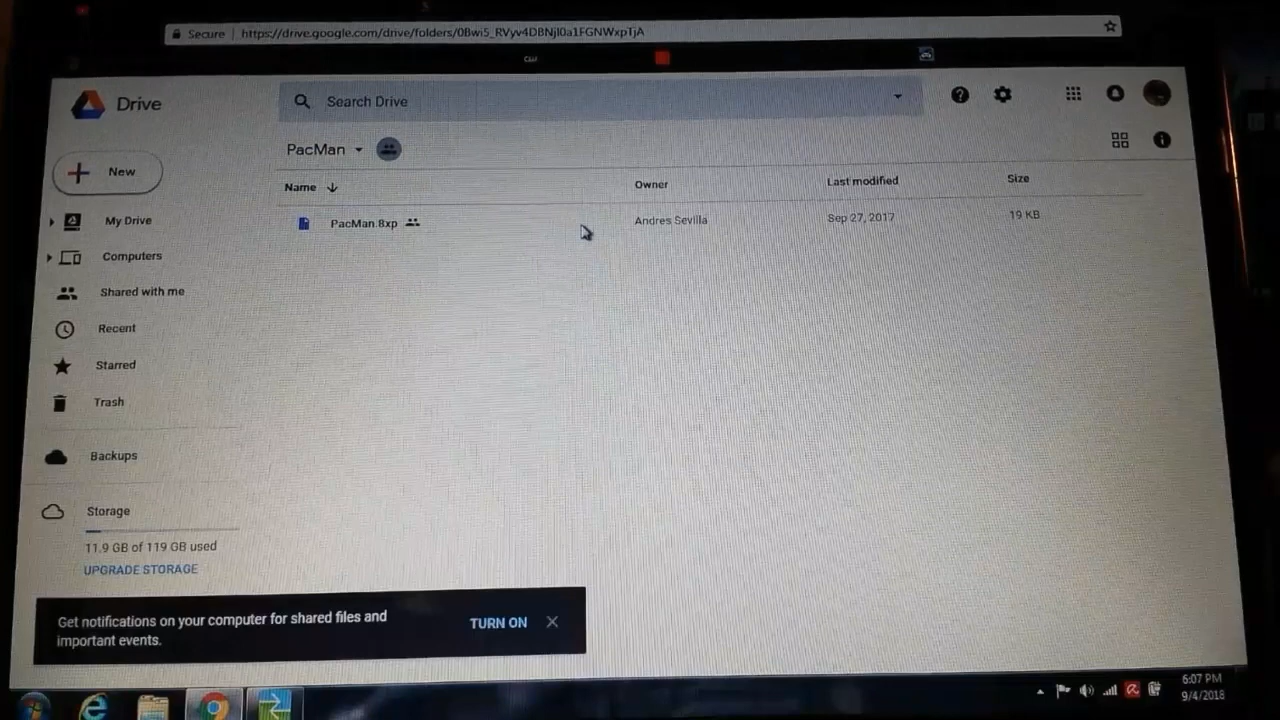 Secure | https://drive.google.com/drive/folders/0Bwi5_RVyv4DBNjl0a1FGNWxpTjA
Drive
Search Drive
PacMan
New
Name
Owner
Last modified
Size
My Drive
PacMan.8xp
Andres Sevilla
Sep 27, 2017
19 KB
Computers
Shared with me
Recent
Starred
Trash
Backups
Storage
11.9 GB of 119 GB used
UPGRADE STORAGE
Get notifications on your computer for shared files and
important events.
TURN ON
6:07 PM
9/4/2018